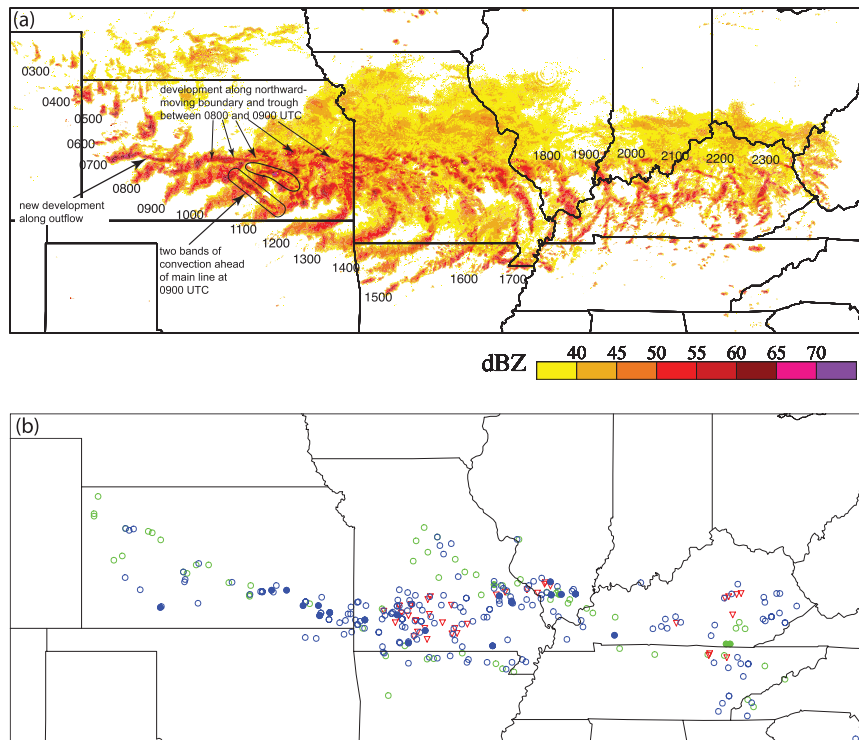 (a)
development along northward-
moving boundary and trough
between 0800 and 0900 UTC
0300
0400
0500
0600
0700
0800
0900
1000
1100
1200
1300
1400
1500
1600
1700
1800
1900
2000
2100
2200
2300
new development
along outflow
two bands of
convection ahead
of main line at
0900 UTC
dBZ
40 45 50 55 60 65 70
(b)